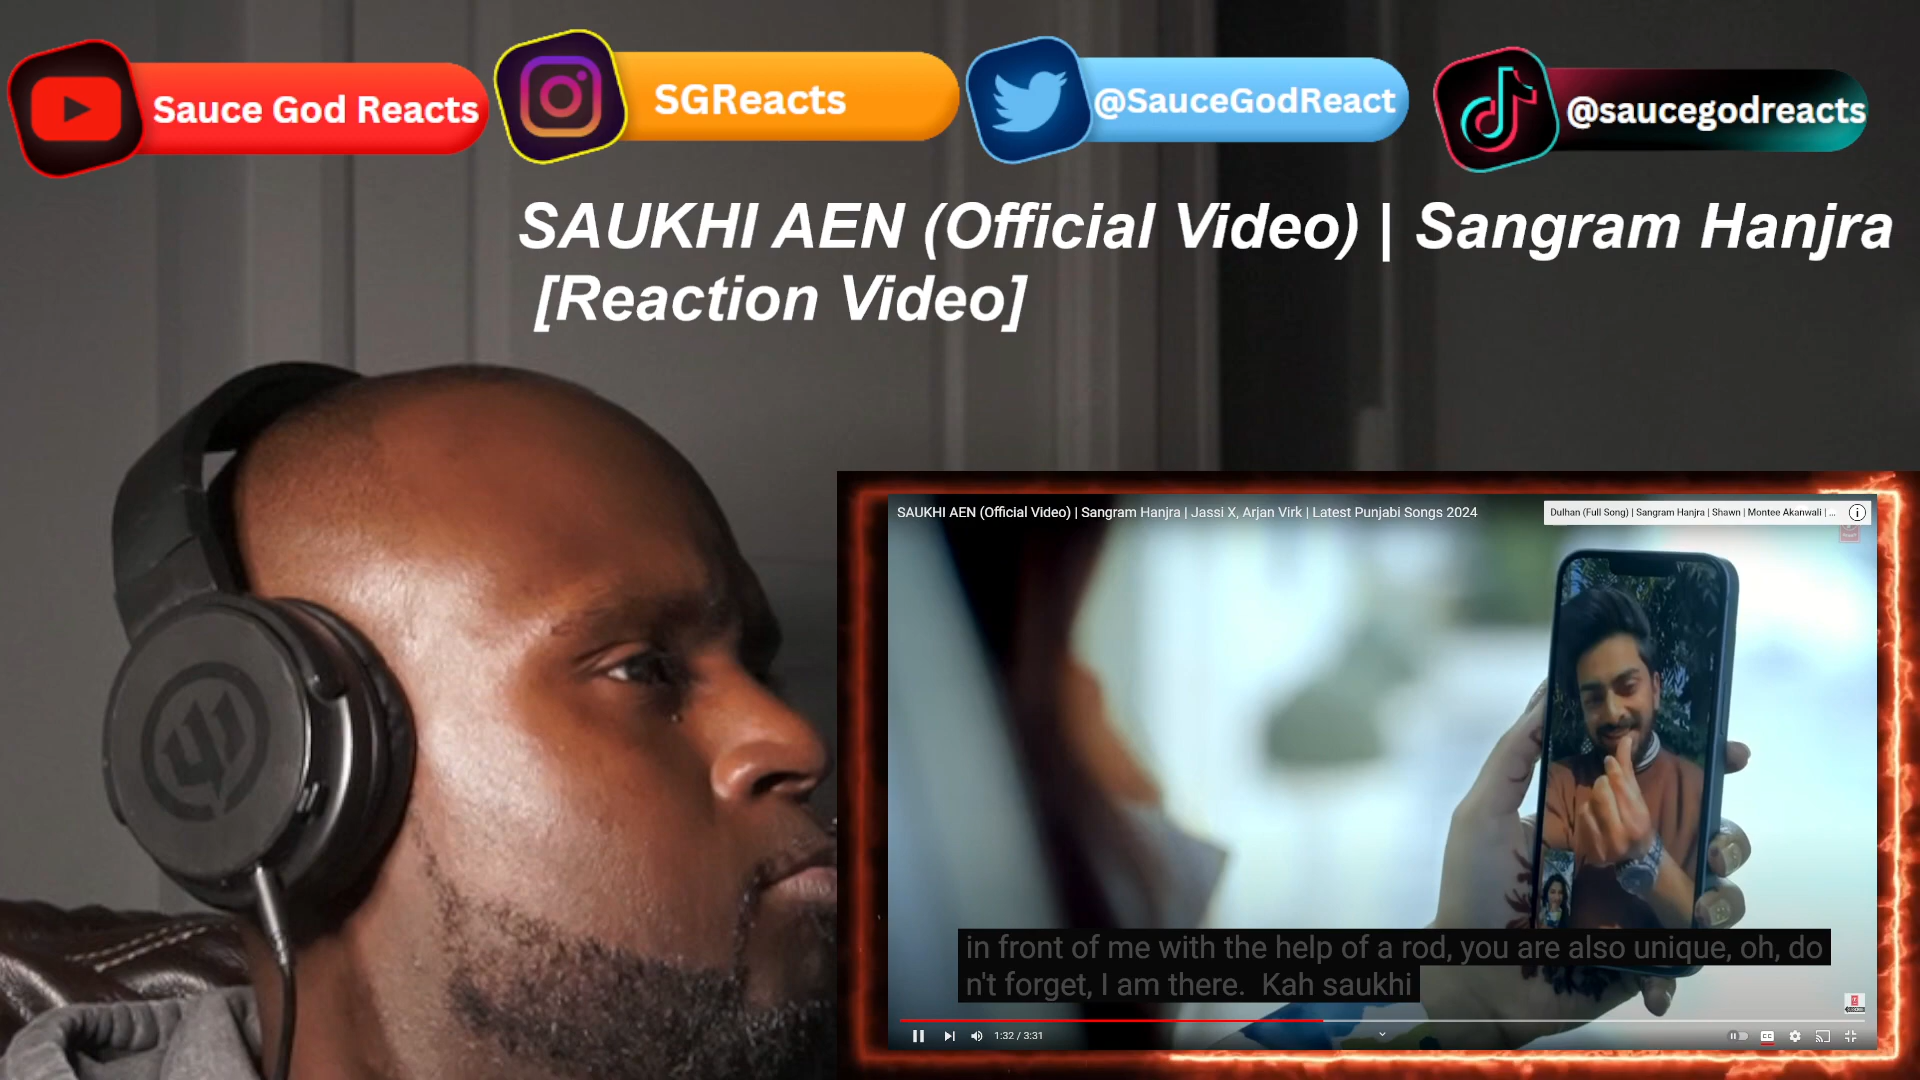 Sauce God Reacts
SGReacts
@SauceGodReact
@saucegodreacts
SAUKHI AEN (Official Video) | Sangram Hanjra
[Reaction Video]
SAUKHI AEN (Official Video) | Sangram Hanjra | Jassi X, Arjan Virk | Latest Punjabi Songs 2024
Dulhan (Full Song) | Sangram Hanjra | Shawn | Montee Akanwali | ...
in front of me with the help of a rod, you are also unique, oh, do
n't forget, I am there.  Kah saukhi
1:32 / 3:31
CC